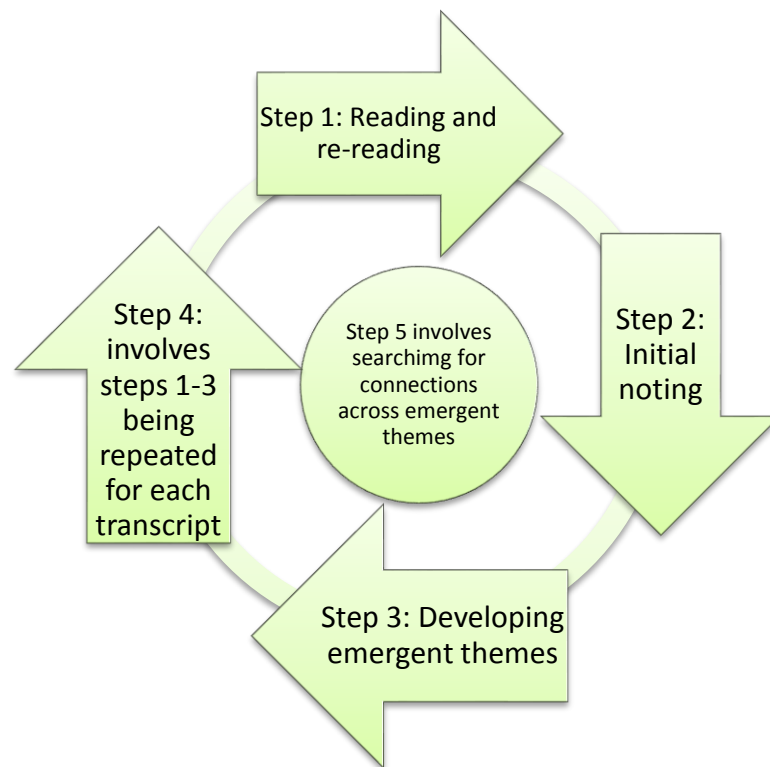 Step 1: Reading and
re-reading
Step 2:
Initial
noting
Step 3: Developing
emergent themes
Step 4:
involves
steps 1-3
being
repeated
for each
transcript
Step 5 involves
searchimg for
connections
across emergent
themes